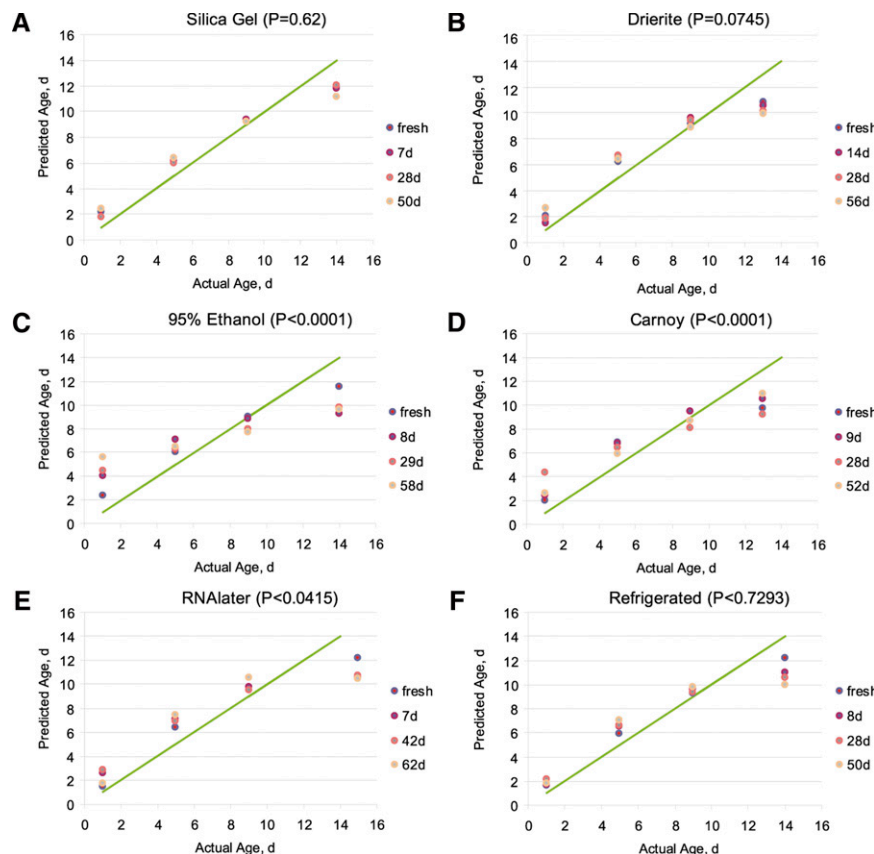 A
Silica Gel (P=0.62)
Predicted Age, d
16
14
12
10
8
6
4
2
0
0 2 4 6 8 10 12 14 16
Actual Age, d
fresh
7d
28d
50d
B
Drierite (P=0.0745)
Predicted Age, d
16
14
12
10
8
6
4
2
0
0 2 4 6 8 10 12 14 16
Actual Age, d
fresh
14d
28d
56d
C
95% Ethanol (P<0.0001)
Predicted Age, d
16
14
12
10
8
6
4
2
0
0 2 4 6 8 10 12 14 16
Actual Age, d
fresh
8d
29d
58d
D
Carnoy (P<0.0001)
Predicted Age, d
16
14
12
10
8
6
4
2
0
0 2 4 6 8 10 12 14 16
Actual Age, d
fresh
9d
28d
52d
E
RNAlater (P<0.0415)
Predicted Age, d
16
14
12
10
8
6
4
2
0
0 2 4 6 8 10 12 14 16
Actual Age, d
fresh
7d
42d
62d
F
Refrigerated (P<0.7293)
Predicted Age, d
16
14
12
10
8
6
4
2
0
0 2 4 6 8 10 12 14 16
Actual Age, d
fresh
8d
28d
50d